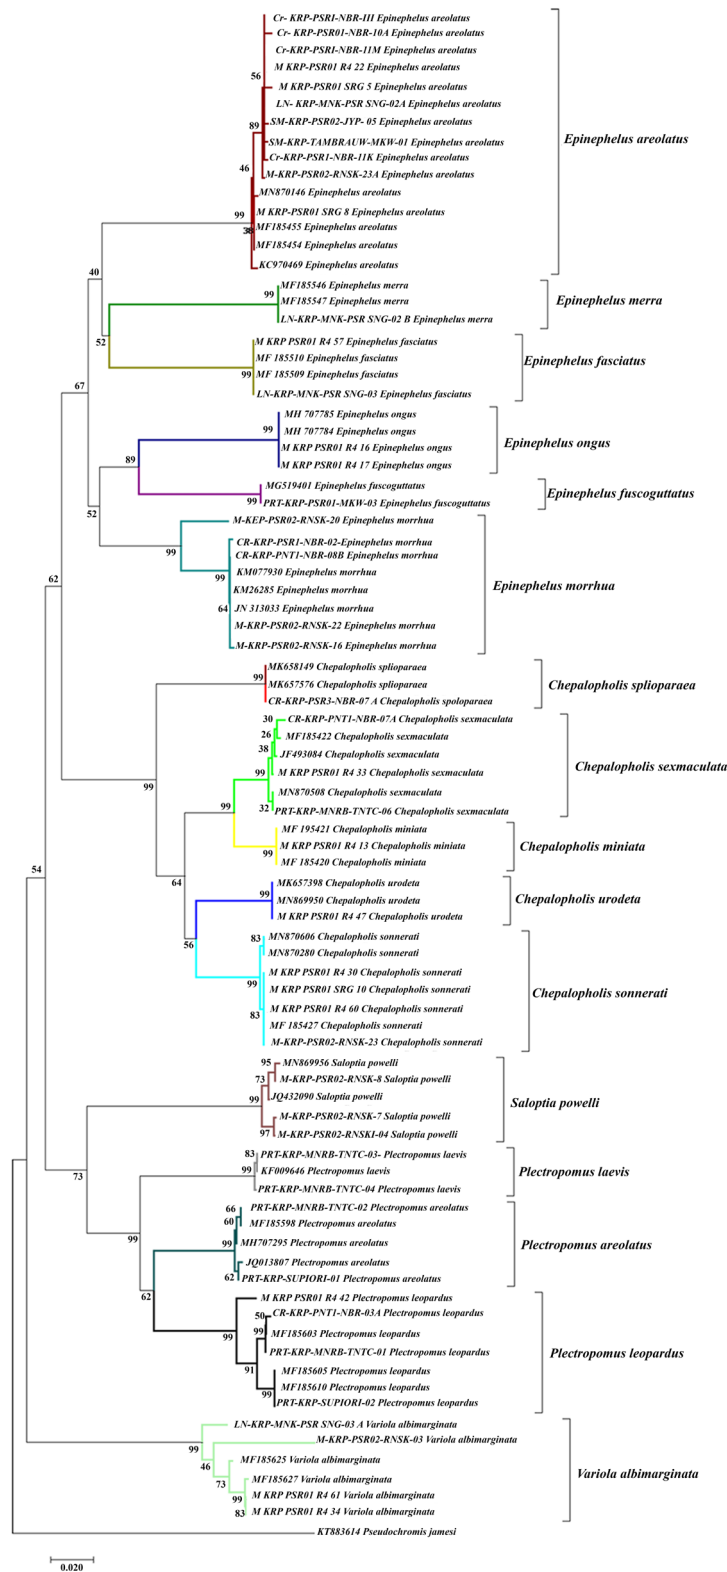 Cr- KRP-PSRI-NBR-III Epinephelus areolatus
Cr- KRP-PSR01-NBR-10A Epinephelus areolatus
Cr-KRP-PSRI-NBR-11M Epinephelus areolatus
M KRP-PSR01 R4 22 Epinephelus areolatus
56
M KRP-PSR01 SRG 5 Epinephelus areolatus
LN- KRP-MNK-PSR SNG-02A Epinephelus areolatus
89
SM-KRP-PSR02-JYP- 05 Epinephelus areolatus
Epinephelus areolatus
SM-KRP-TAMBRAUW-MKW-01 Epinephelus areolatus
Cr-KRP-PSR1-NBR-11K Epinephelus areolatus
46
M-KRP-PSR02-RNSK-23A Epinephelus areolatus
MN870146 Epinephelus areolatus
99
M KRP-PSR01 SRG 8 Epinephelus areolatus
MF185455 Epinephelus areolatus
38
MF185454 Epinephelus areolatus
KC970469 Epinephelus areolatus
40
MF185546 Epinephelus merra
99
MF185547 Epinephelus merra
Epinephelus merra
LN-KRP-MNK-PSR SNG-02 B Epinephelus merra
52
M KRP PSR01 R4 57 Epinephelus fasciatus
MF 185510 Epinephelus fasciatus
Epinephelus fasciatus
99
MF 185509 Epinephelus fasciatus
LN-KRP-MNK-PSR SNG-03 Epinephelus fasciatus
67
MH 707785 Epinephelus ongus
99
MH 707784 Epinephelus ongus
Epinephelus ongus
M KRP PSR01 R4 16 Epinephelus ongus
89
M KRP PSR01 R4 17 Epinephelus ongus
MG519401 Epinephelus fuscoguttatus
Epinephelus fuscoguttatus
99
PRT-KRP-PSR01-MKW-03 Epinephelus fuscoguttatus
52
M-KEP-PSR02-RNSK-20 Epinephelus morrhua
99
CR-KRP-PSR1-NBR-02-Epinephelus morrhua
CR-KRP-PNT1-NBR-08B Epinephelus morrhua
99
KM077930 Epinephelus morrhua
62
Epinephelus morrhua
KM26285 Epinephelus morrhua
64
JN 313033 Epinephelus morrhua
M-KRP-PSR02-RNSK-22 Epinephelus morrhua
M-KRP-PSR02-RNSK-16 Epinephelus morrhua
MK658149 Chepalopholis splioparaea
99
MK657576 Chepalopholis splioparaea
Chepalopholis splioparaea
CR-KRP-PSR3-NBR-07 A Chepalopholis spoloparaea
30
CR-KRP-PNT1-NBR-07A Chepalopholis sexmaculata
26
MF185422 Chepalopholis sexmaculata
38
JF493084 Chepalopholis sexmaculata
Chepalopholis sexmaculata
99
M KRP PSR01 R4 33 Chepalopholis sexmaculata
99
MN870508 Chepalopholis sexmaculata
99
32
PRT-KRP-MNRB-TNTC-06 Chepalopholis sexmaculata
MF 195421 Chepalopholis miniata
M KRP PSR01 R4 13 Chepalopholis miniata
Chepalopholis miniata
99
MF 185420 Chepalopholis miniata
54
64
MK657398 Chepalopholis urodeta
99
MN869950 Chepalopholis urodeta
Chepalopholis urodeta
M KRP PSR01 R4 47 Chepalopholis urodeta
56
83
MN870606 Chepalopholis sonnerati
MN870280 Chepalopholis sonnerati
M KRP PSR01 R4 30 Chepalopholis sonnerati
99
M KRP PSR01 SRG 10 Chepalopholis sonnerati
Chepalopholis sonnerati
M KRP PSR01 R4 60 Chepalopholis sonnerati
83
MF 185427 Chepalopholis sonnerati
M-KRP-PSR02-RNSK-23 Chepalopholis sonnerati
95
MN869956 Saloptia powelli
73
M-KRP-PSR02-RNSK-8 Saloptia powelli
JQ432090 Saloptia powelli
99
Saloptia powelli
M-KRP-PSR02-RNSK-7 Saloptia powelli
97
M-KRP-PSR02-RNSKI-04 Saloptia powelli
83
PRT-KRP-MNRB-TNTC-03- Plectropomus laevis
73
99
KF009646 Plectropomus laevis
Plectropomus laevis
PRT-KRP-MNRB-TNTC-04 Plectropomus laevis
66
PRT-KRP-MNRB-TNTC-02 Plectropomus areolatus
60
MF185598 Plectropomus areolatus
99
99
MH707295 Plectropomus areolatus
Plectropomus areolatus
JQ013807 Plectropomus areolatus
62
PRT-KRP-SUPIORI-01 Plectropomus areolatus
62
M KRP PSR01 R4 42 Plectropomus leopardus
50
CR-KRP-PNT1-NBR-03A Plectropomus leopardus
99
99
MF185603 Plectropomus leopardus
PRT-KRP-MNRB-TNTC-01 Plectropomus leopardus
Plectropomus leopardus
91
MF185605 Plectropomus leopardus
MF185610 Plectropomus leopardus
99
PRT-KRP-SUPIORI-02 Plectropomus leopardus
LN-KRP-MNK-PSR SNG-03 A Variola albimarginata
M-KRP-PSR02-RNSK-03 Variola albimarginata
99
46
MF185625 Variola albimarginata
Variola albimarginata
73
MF185627 Variola albimarginata
99
M KRP PSR01 R4 61 Variola albimarginata
83
M KRP PSR01 R4 34 Variola albimarginata
KT883614 Pseudochromis jamesi
0.020